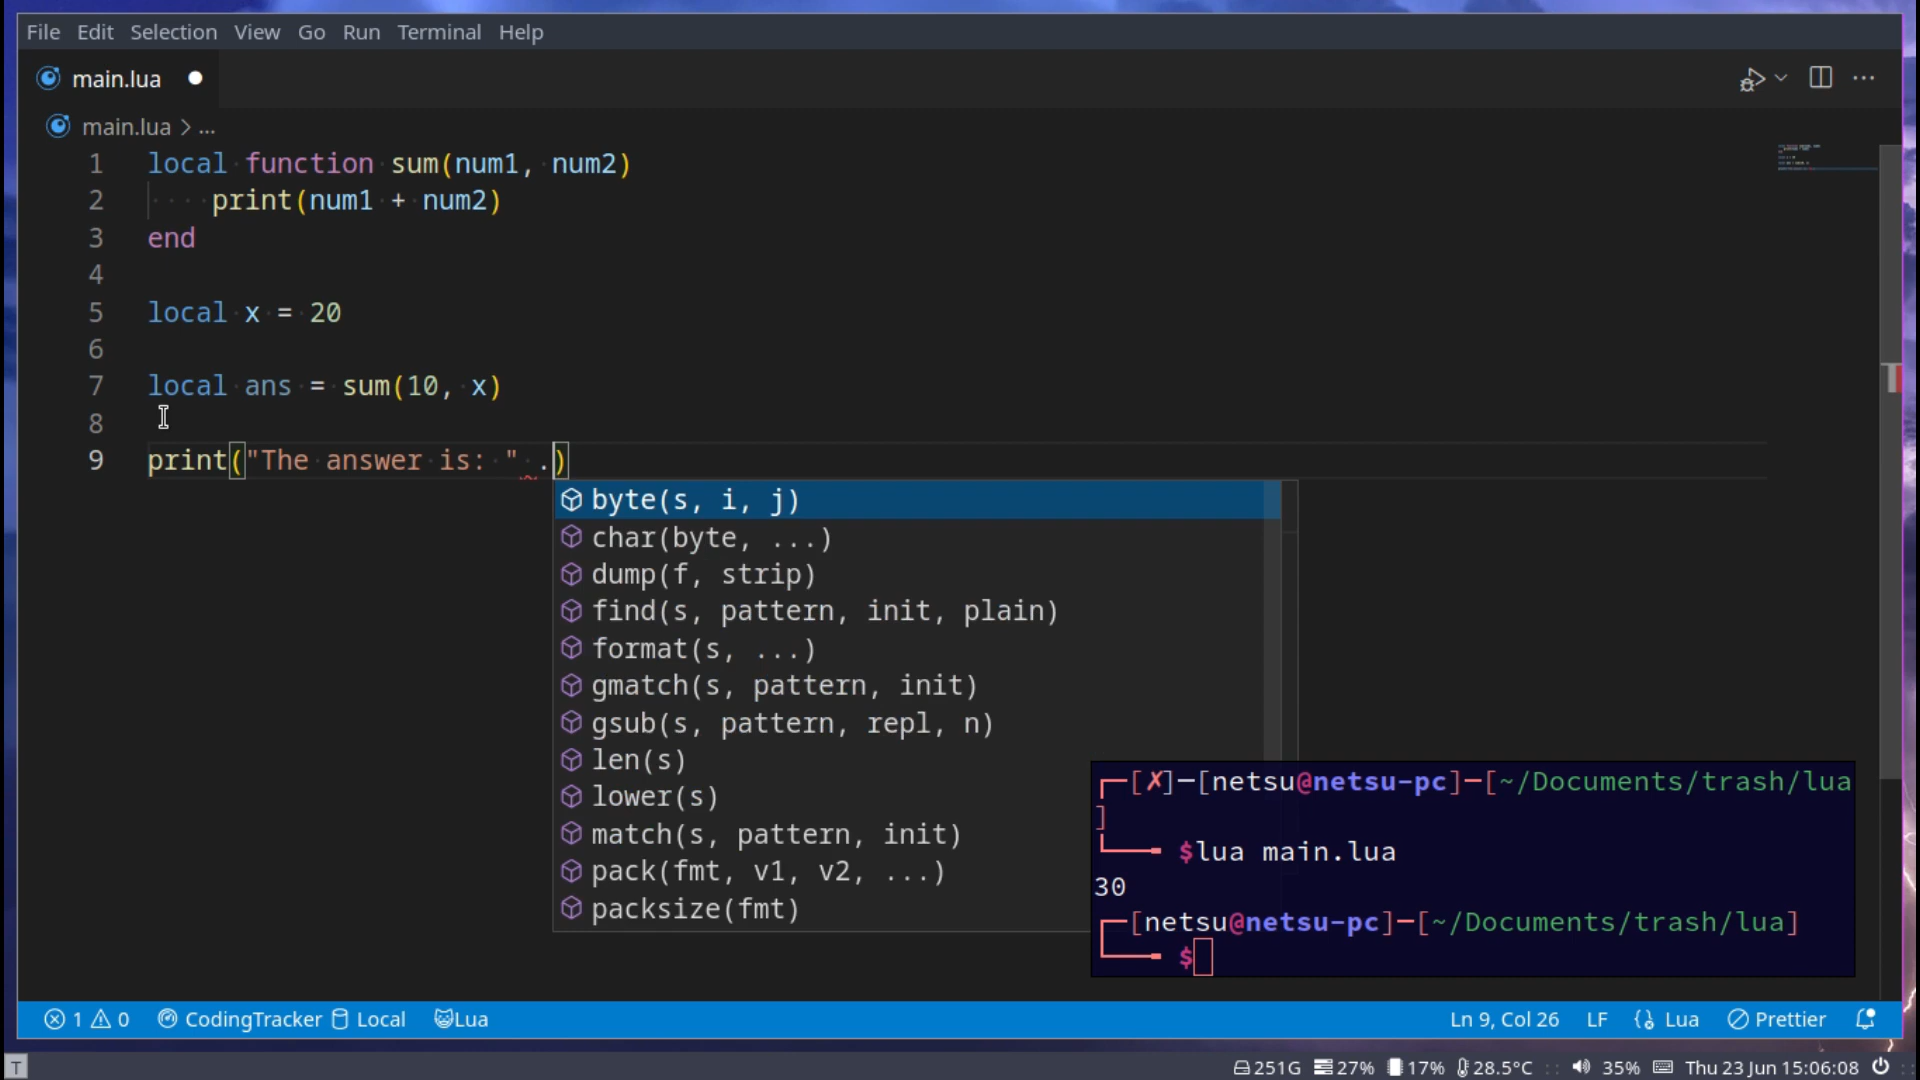 File Edit Selection View Go Run Terminal Help
main.lua
main.lua > ...
1 local function sum(num1, num2)
2     print(num1 + num2)
3 end
4
5 local x = 20
6
7 local ans = sum(10, x)
8
9 print("The answer is: " .)
byte(s, i, j)
char(byte, ...)
dump(f, strip)
find(s, pattern, init, plain)
format(s, ...)
gmatch(s, pattern, init)
gsub(s, pattern, repl, n)
len(s)
lower(s)
match(s, pattern, init)
pack(fmt, v1, v2, ...)
packsize(fmt)
┌─[✗]─[netsu@netsu-pc]─[~/Documents/trash/lua
]
└──╼ $lua main.lua
30
┌─[netsu@netsu-pc]─[~/Documents/trash/lua]
└──╼ $
1 0 CodingTracker Local Lua Ln 9, Col 26 LF Lua Prettier
T 251G 27% 17% 28.5°C :: 35% Thu 23 Jun 15:06:08